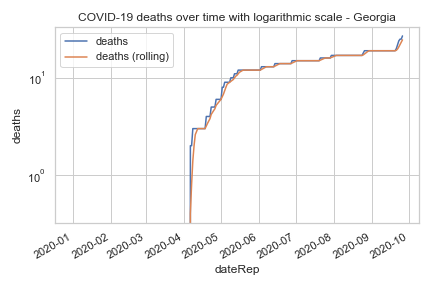 COVID-19 deaths over time with logarithmic scale - Georgia
deaths
deaths (rolling)
10¹
10⁰
deaths
2020-01
2020-02
2020-03
2020-04
2020-05
2020-06
2020-07
2020-08
2020-09
2020-10
dateRep